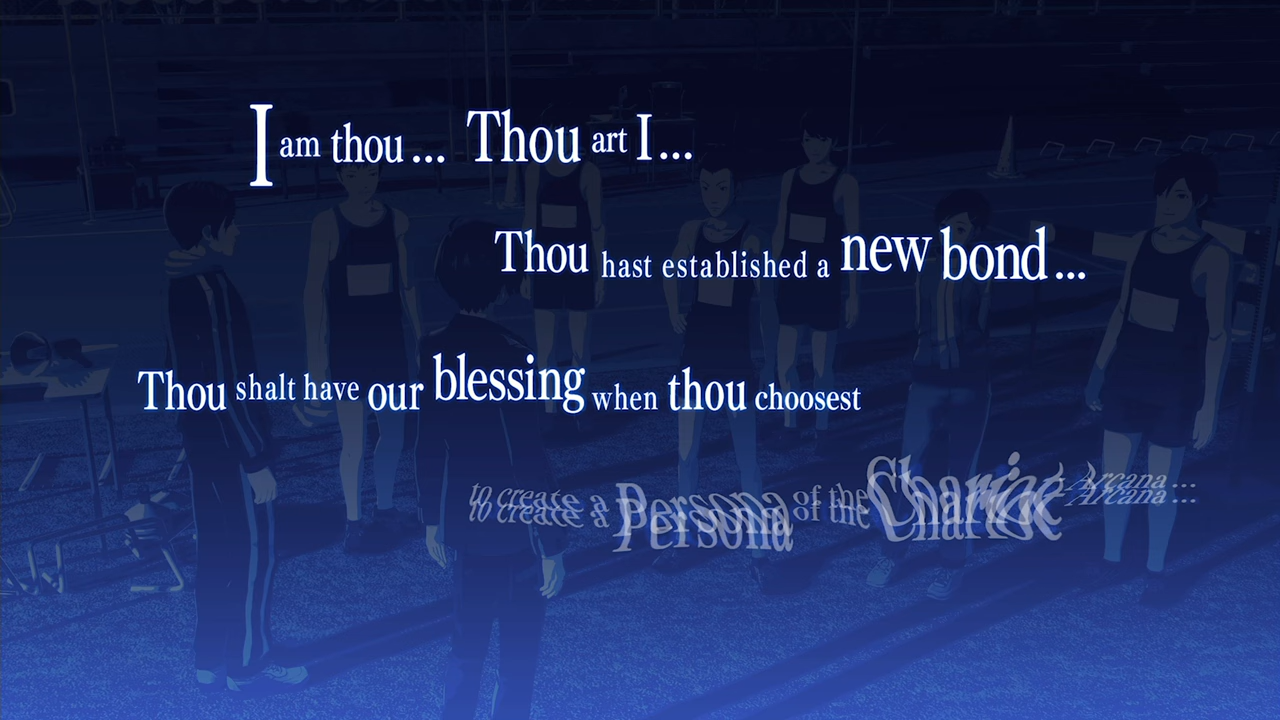 I am thou... Thou art I...
Thou hast established a new bond...
Thou shalt have our blessing when thou choosest
to create a Persona of the Chariot Arcana...